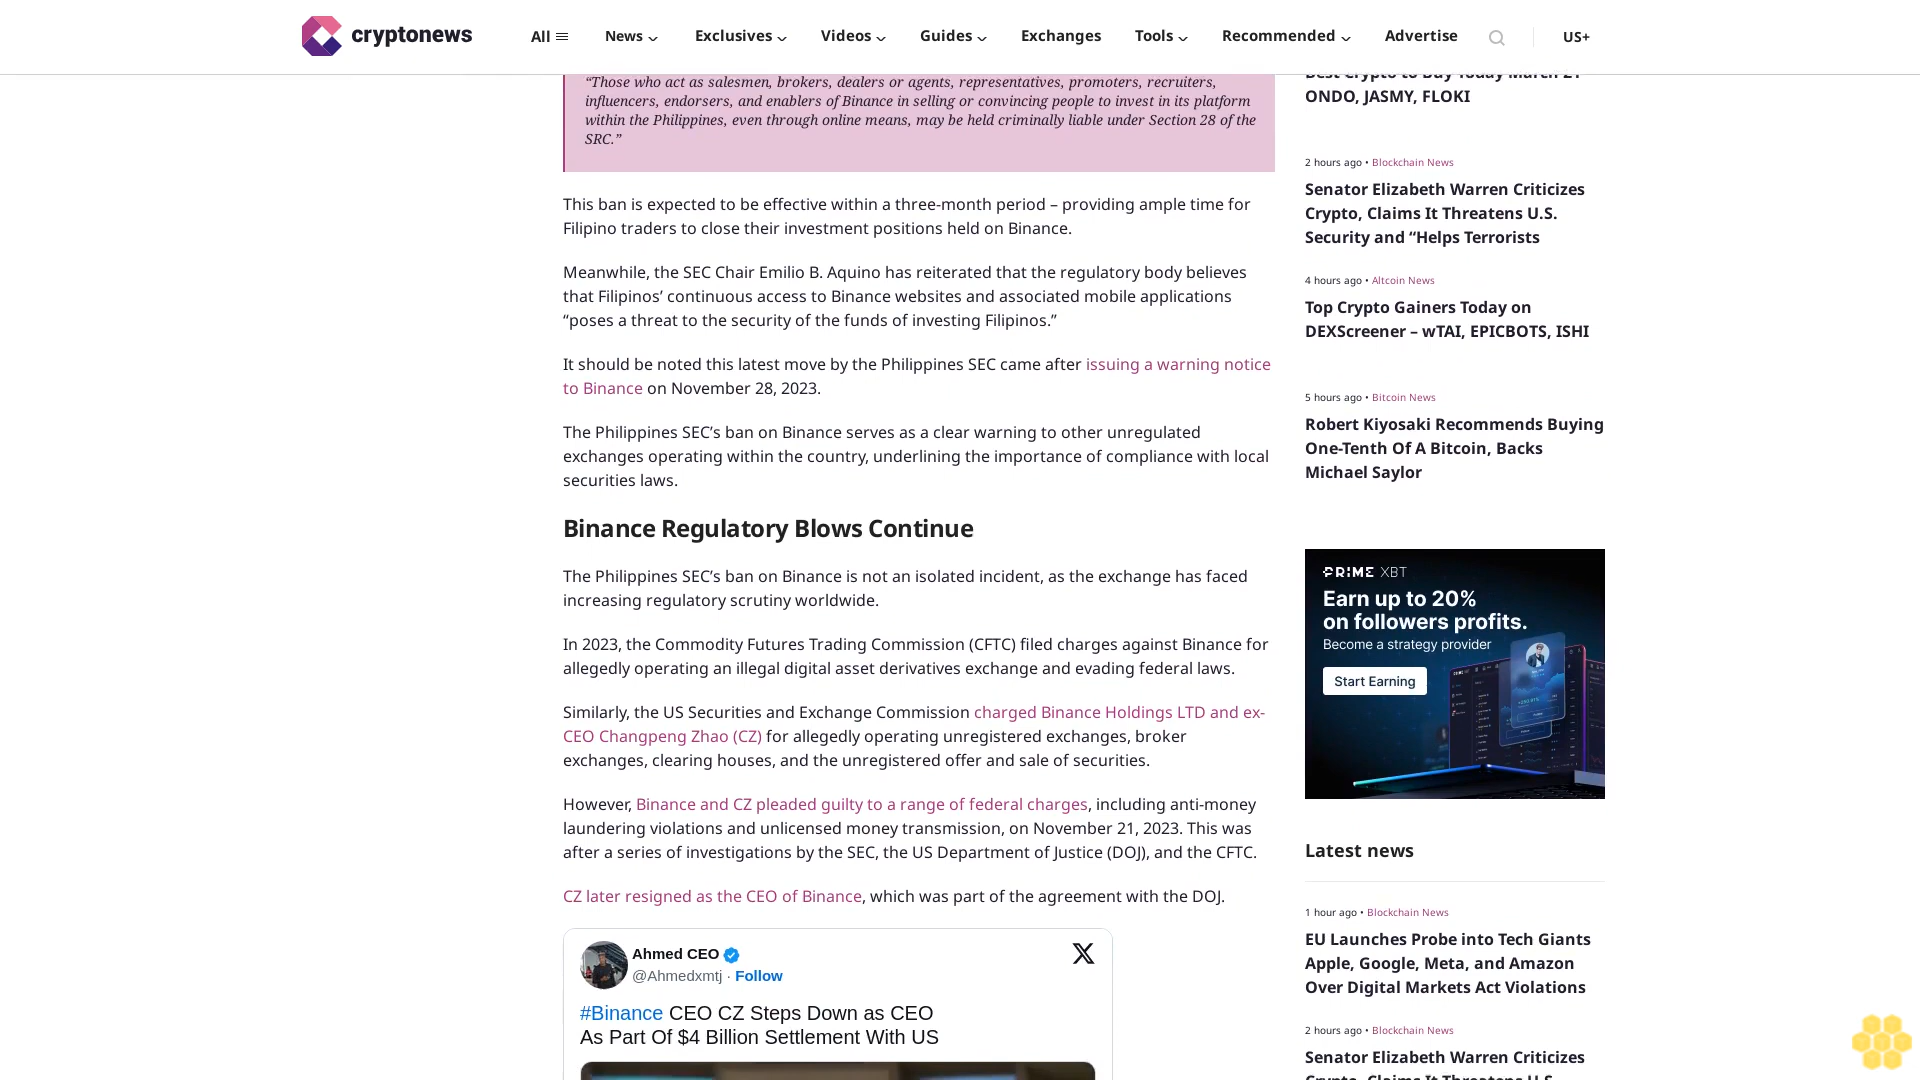 cryptonews
All
News
Exclusives
Videos
Guides
Exchanges
Tools
Recommended
Advertise
US+
“Those who act as salesmen, brokers, dealers or agents, representatives, promoters, recruiters,
influencers, endorsers, and enablers of Binance in selling or convincing people to invest in its platform
within the Philippines, even through online means, may be held criminally liable under Section 28 of the
SRC.”
This ban is expected to be effective within a three-month period – providing ample time for
Filipino traders to close their investment positions held on Binance.
Meanwhile, the SEC Chair Emilio B. Aquino has reiterated that the regulatory body believes
that Filipinos’ continuous access to Binance websites and associated mobile applications
“poses a threat to the security of the funds of investing Filipinos.”
It should be noted this latest move by the Philippines SEC came after issuing a warning notice
to Binance on November 28, 2023.
The Philippines SEC’s ban on Binance serves as a clear warning to other unregulated
exchanges operating within the country, underlining the importance of compliance with local
securities laws.
Binance Regulatory Blows Continue
The Philippines SEC’s ban on Binance is not an isolated incident, as the exchange has faced
increasing regulatory scrutiny worldwide.
In 2023, the Commodity Futures Trading Commission (CFTC) filed charges against Binance for
allegedly operating an illegal digital asset derivatives exchange and evading federal laws.
Similarly, the US Securities and Exchange Commission charged Binance Holdings LTD and ex-
CEO Changpeng Zhao (CZ) for allegedly operating unregistered exchanges, broker
exchanges, clearing houses, and the unregistered offer and sale of securities.
However, Binance and CZ pleaded guilty to a range of federal charges, including anti-money
laundering violations and unlicensed money transmission, on November 21, 2023. This was
after a series of investigations by the SEC, the US Department of Justice (DOJ), and the CFTC.
CZ later resigned as the CEO of Binance, which was part of the agreement with the DOJ.
Ahmed CEO
@Ahmedxmtj · Follow
#Binance CEO CZ Steps Down as CEO
As Part Of $4 Billion Settlement With US
Best Crypto to Buy Today March 21
ONDO, JASMY, FLOKI
2 hours ago • Blockchain News
Senator Elizabeth Warren Criticizes
Crypto, Claims It Threatens U.S.
Security and “Helps Terrorists
4 hours ago • Altcoin News
Top Crypto Gainers Today on
DEXScreener – wTAI, EPICBOTS, ISHI
5 hours ago • Bitcoin News
Robert Kiyosaki Recommends Buying
One-Tenth Of A Bitcoin, Backs
Michael Saylor
PRIME XBT
Earn up to 20%
on followers profits.
Become a strategy provider
Start Earning
Latest news
1 hour ago • Blockchain News
EU Launches Probe into Tech Giants
Apple, Google, Meta, and Amazon
Over Digital Markets Act Violations
2 hours ago • Blockchain News
Senator Elizabeth Warren Criticizes
Crypto, Claims It Threatens U.S.